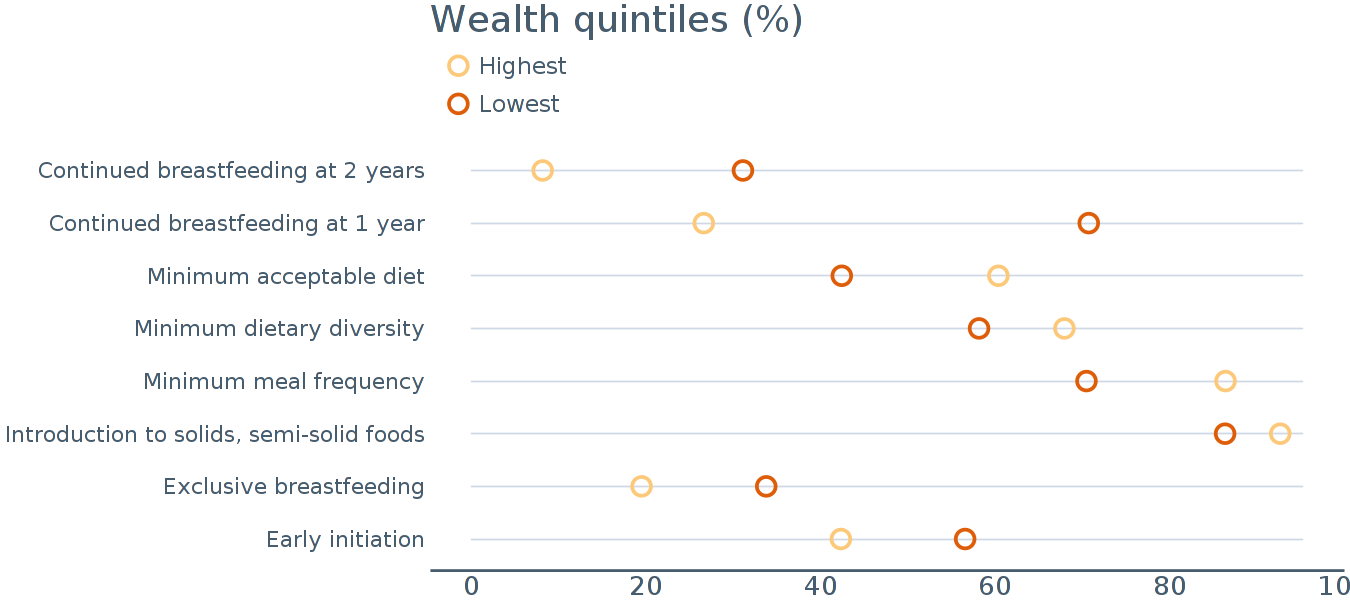 Wealth quintiles (%)
Highest
Lowest
Continued breastfeeding at 2 years
Continued breastfeeding at 1 year
Minimum acceptable diet
Minimum dietary diversity
Minimum meal frequency
Introduction to solids, semi-solid foods
Exclusive breastfeeding
Early initiation
0 20 40 60 80 10